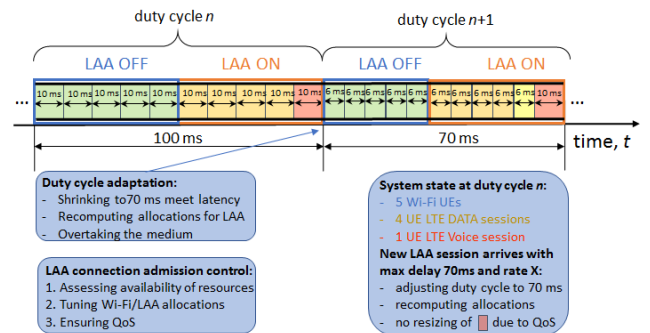 duty cycle n
duty cycle n+1
LAA OFF
LAA ON
LAA OFF
LAA ON
...
10 ms 10 ms 10 ms 10 ms 10 ms 10 ms 10 ms 10 ms 10 ms 10 ms 6 ms 6 ms 6 ms 6 ms 6 ms 6 ms 6 ms 6 ms 6 ms 10 ms
...
100 ms
70 ms
time, t
Duty cycle adaptation:
- Shrinking to70 ms meet latency
- Recomputing allocations for LAA
- Overtaking the medium
LAA connection admission control:
1. Assessing availability of resources
2. Tuning Wi-Fi/LAA allocations
3. Ensuring QoS
System state at duty cycle n:
- 5 Wi-Fi UEs
- 4 UE LTE DATA sessions
- 1 UE LTE Voice session
New LAA session arrives with
max delay 70ms and rate X:
- adjusting duty cycle to 70 ms
- recomputing allocations
- no resizing of due to QoS